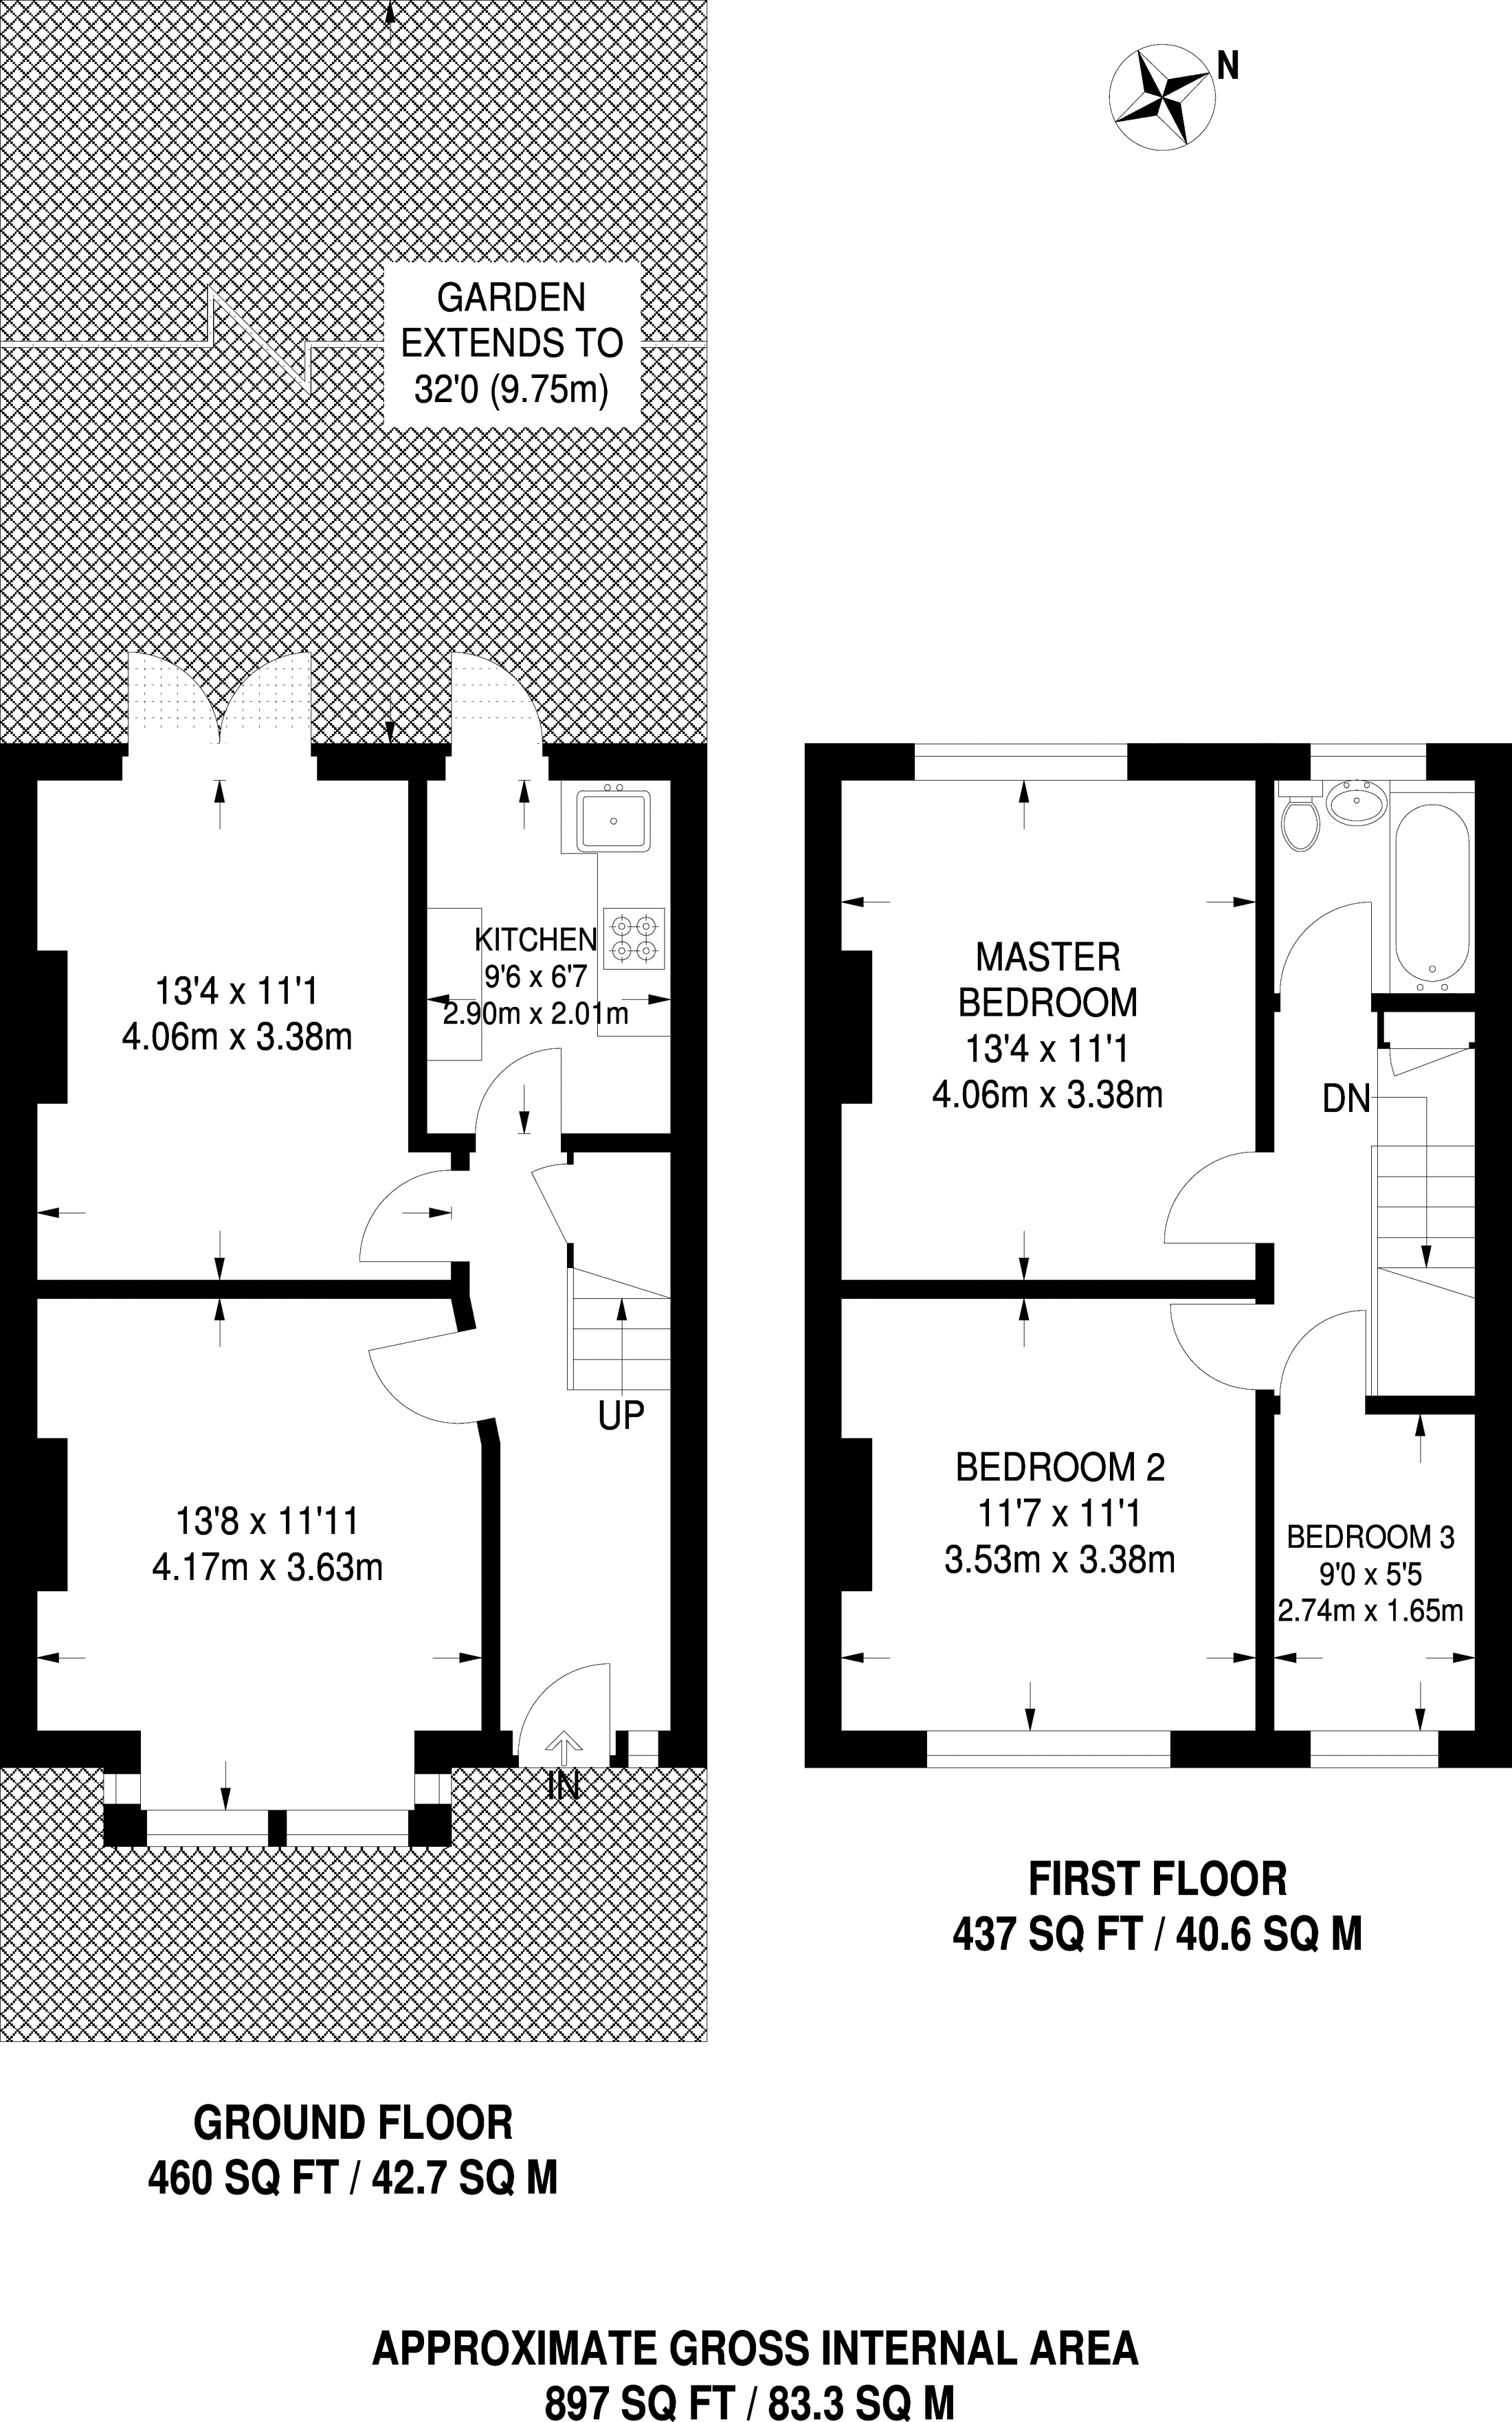 N
GARDEN
EXTENDS TO
32'0 (9.75m)
13'4 x 11'1
4.06m x 3.38m
KITCHEN
9'6 x 6'7
2.90m x 2.01m
UP
13'8 x 11'11
4.17m x 3.63m
IN
MASTER
BEDROOM
13'4 x 11'1
4.06m x 3.38m
DN
BEDROOM 2
11'7 x 11'1
3.53m x 3.38m
BEDROOM 3
9'0 x 5'5
2.74m x 1.65m
FIRST FLOOR
437 SQ FT / 40.6 SQ M
GROUND FLOOR
460 SQ FT / 42.7 SQ M
APPROXIMATE GROSS INTERNAL AREA
897 SQ FT / 83.3 SQ M